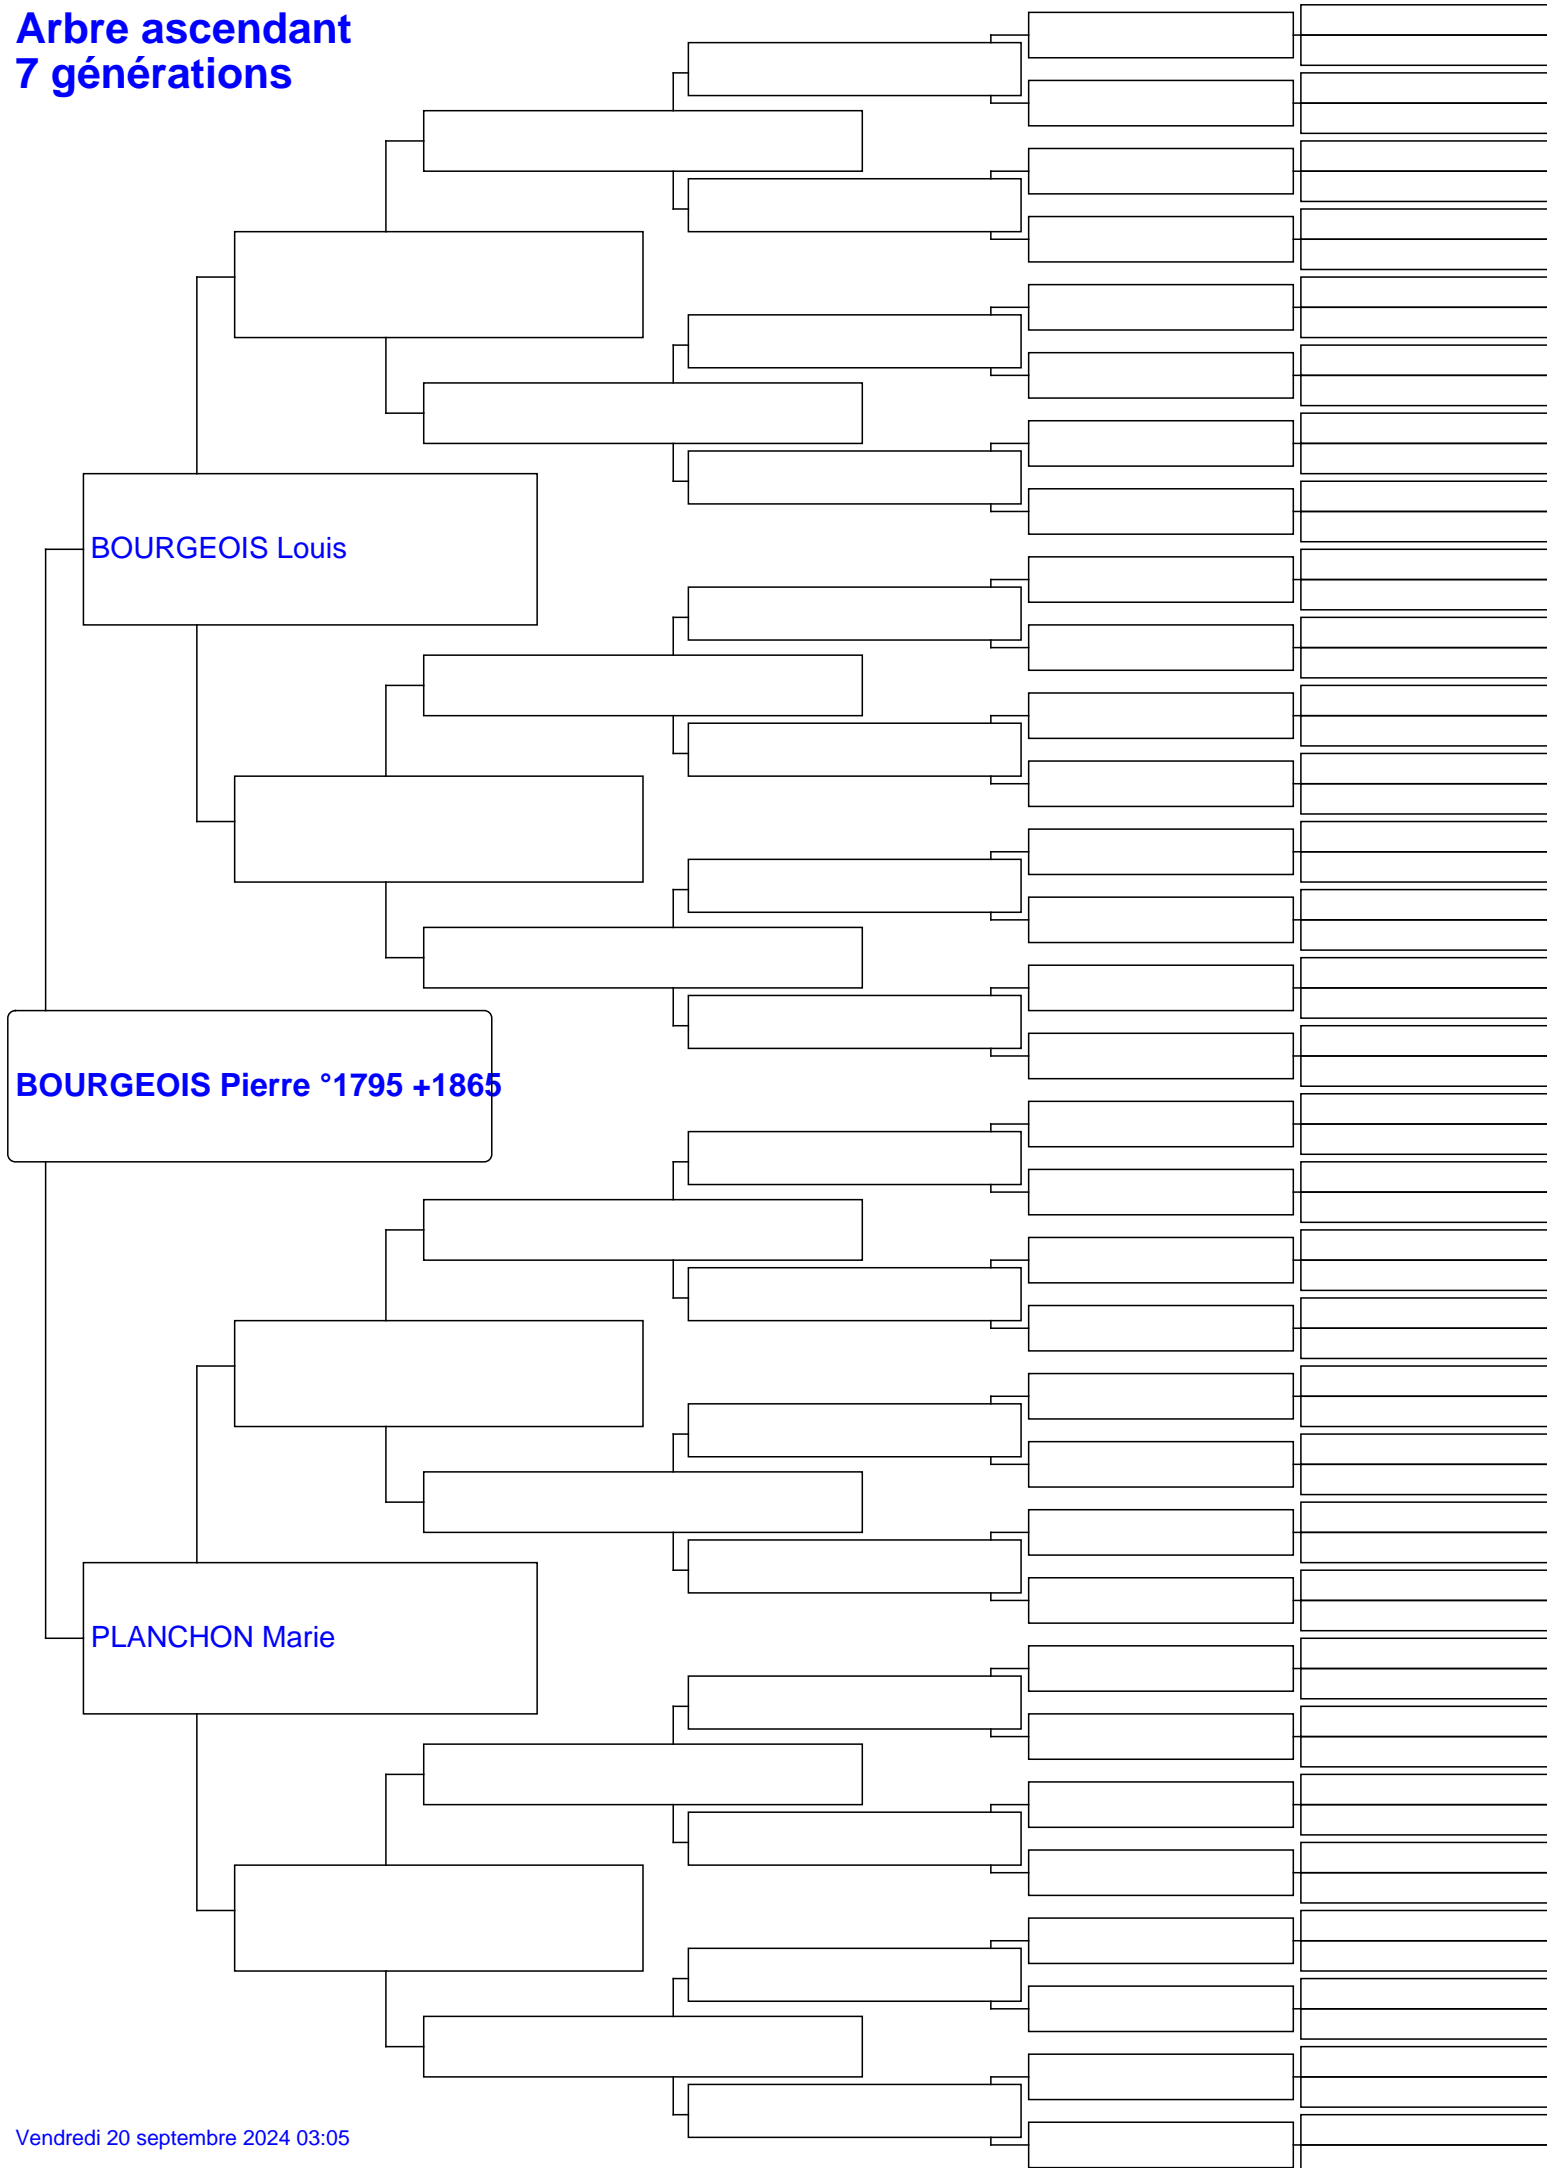 Arbre ascendant
7 générations
BOURGEOIS Louis
BOURGEOIS Pierre °1795 +1865
PLANCHON Marie
Vendredi 20 septembre 2024 03:05